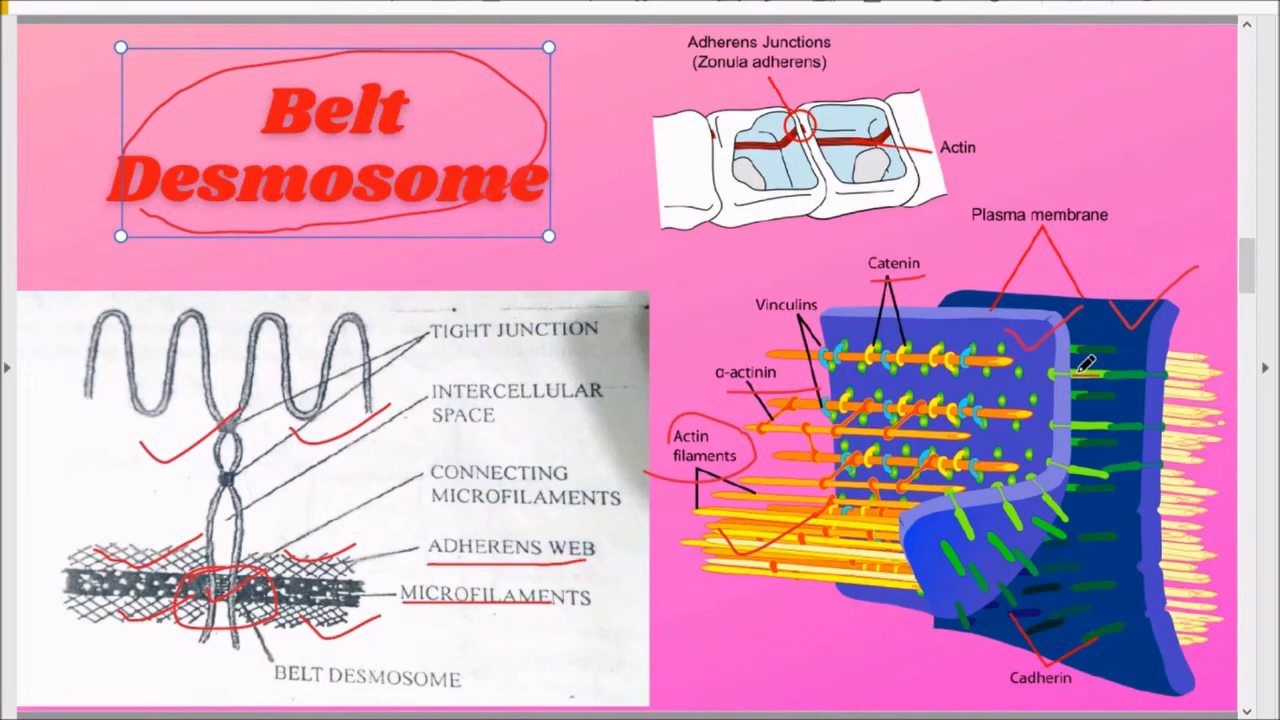 Belt
Desmosome
Adherens Junctions
(Zonula adherens)
Actin
Plasma membrane
Catenin
Vinculins
α-actinin
Actin
filaments
Cadherin
TIGHT JUNCTION
INTERCELLULAR
SPACE
CONNECTING
MICROFILAMENTS
ADHERENS WEB
MICROFILAMENTS
BELT DESMOSOME